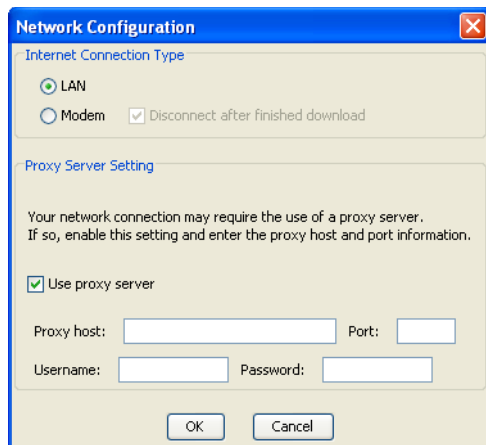 Network Configuration
Internet Connection Type
LAN
Modem Disconnect after finished download
Proxy Server Setting
Your network connection may require the use of a proxy server.
If so, enable this setting and enter the proxy host and port information.
Use proxy server
Proxy host: Port:
Username: Password:
OK Cancel